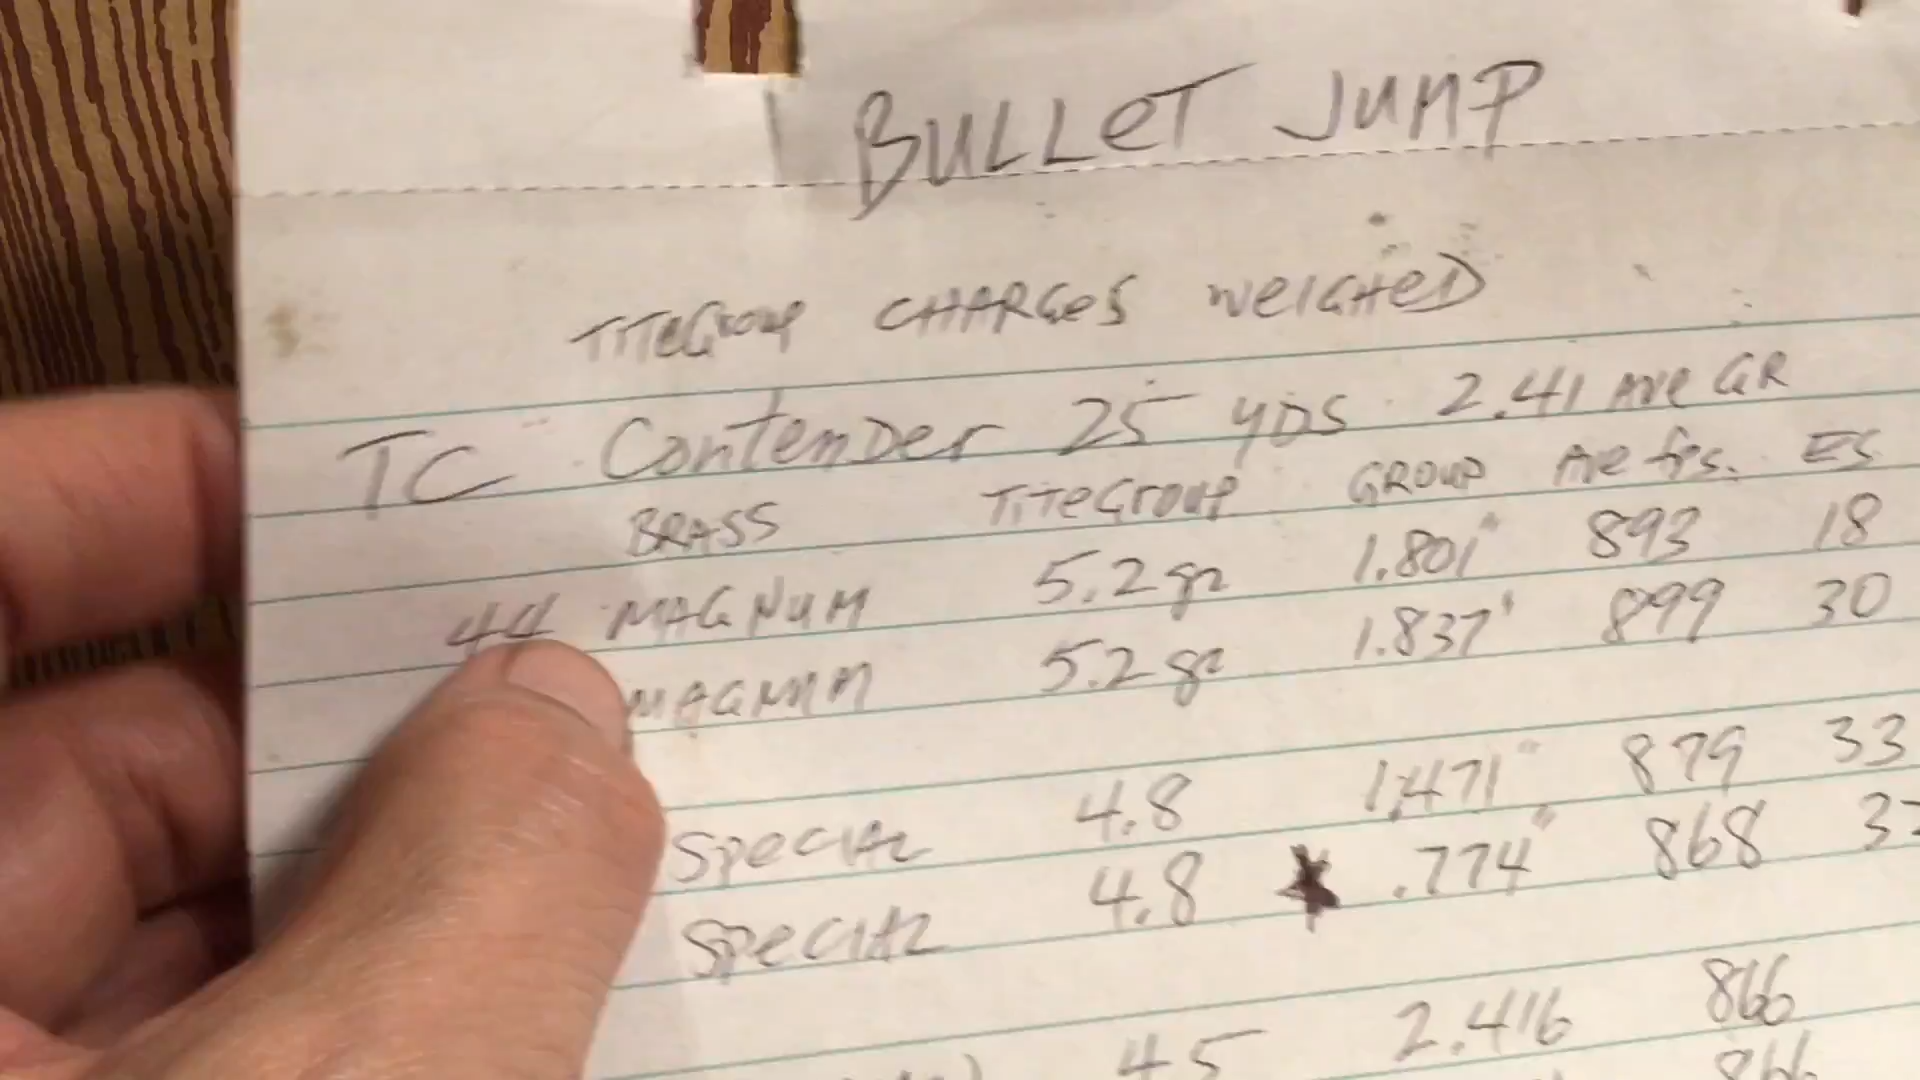 BULLET JUMP
TITEGROUP CHARGES WEIGHED
TC Contender 25 YDS 2.41 AVE GR
BRASS TITEGROUP GROUP AVE fps. ES
44 MAGNUM 5.2 gr 1.801" 893 18
MAGNUM 5.2 gr 1.837" 899 30
SPECIAL 4.8 1.471" 879 33
SPECIAL 4.8 .774" 868
4.5 2.416 866
866